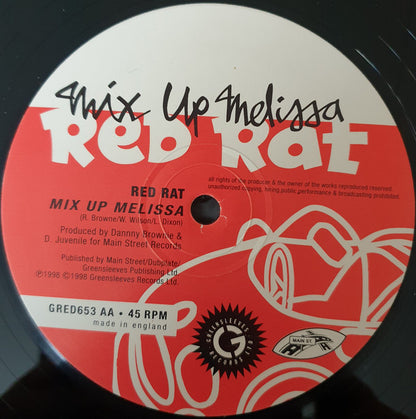 Mix Up Melissa
Red Rat
all rights of the producer & the owner of the works reproduced reserved.
unauthorized copying, hiring public performance & broadcasting prohibited.
RED RAT
MIX UP MELISSA
(R. Browne/W. Wilson/L. Dixon)
Produced by Dannny Browne &
D. Juvenile for Main Street Records
Published by Main Street/Dubplate/
Greensleeves Publishing Ltd.
℗1998 ©1998 Greensleeves Records Ltd.
GRED653 AA • 45 RPM
made in england
GREENSLEEVES
G
RECORDS LTD
MAIN ST.